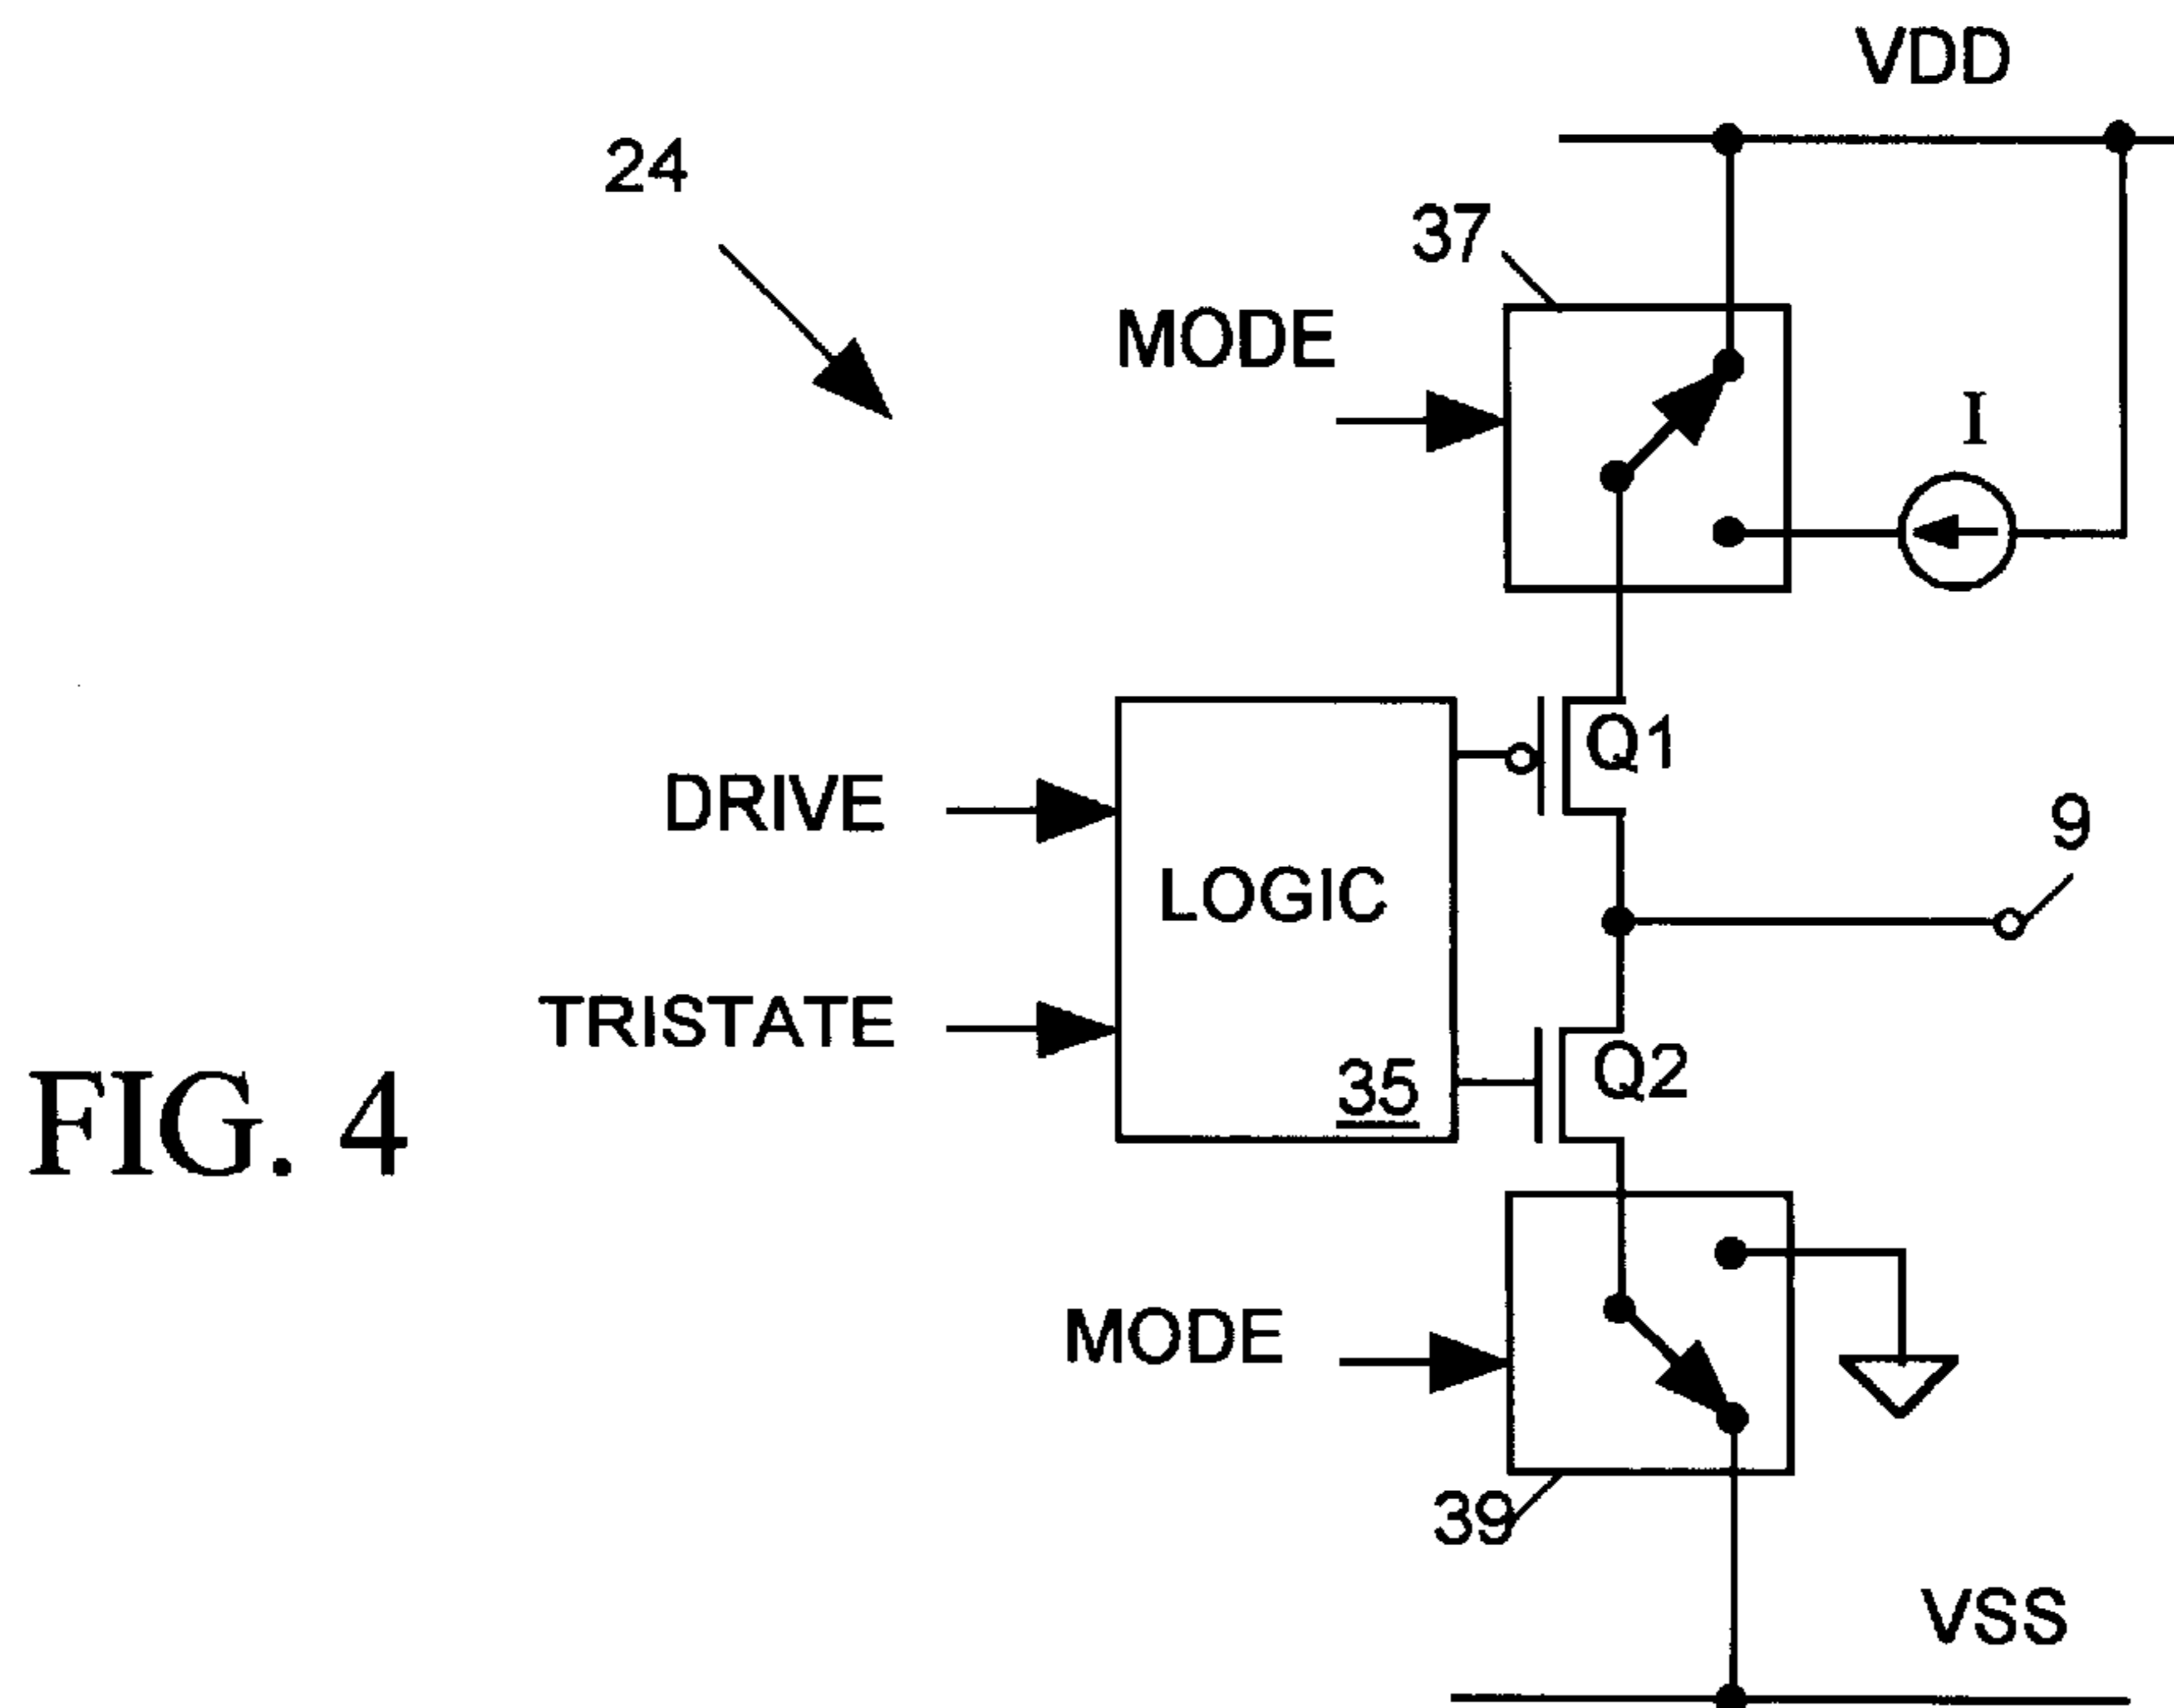 VDD
24
37
MODE
I
Q1
DRIVE
9
LOGIC
TRISTATE
Q2
35
FIG. 4
MODE
39
VSS